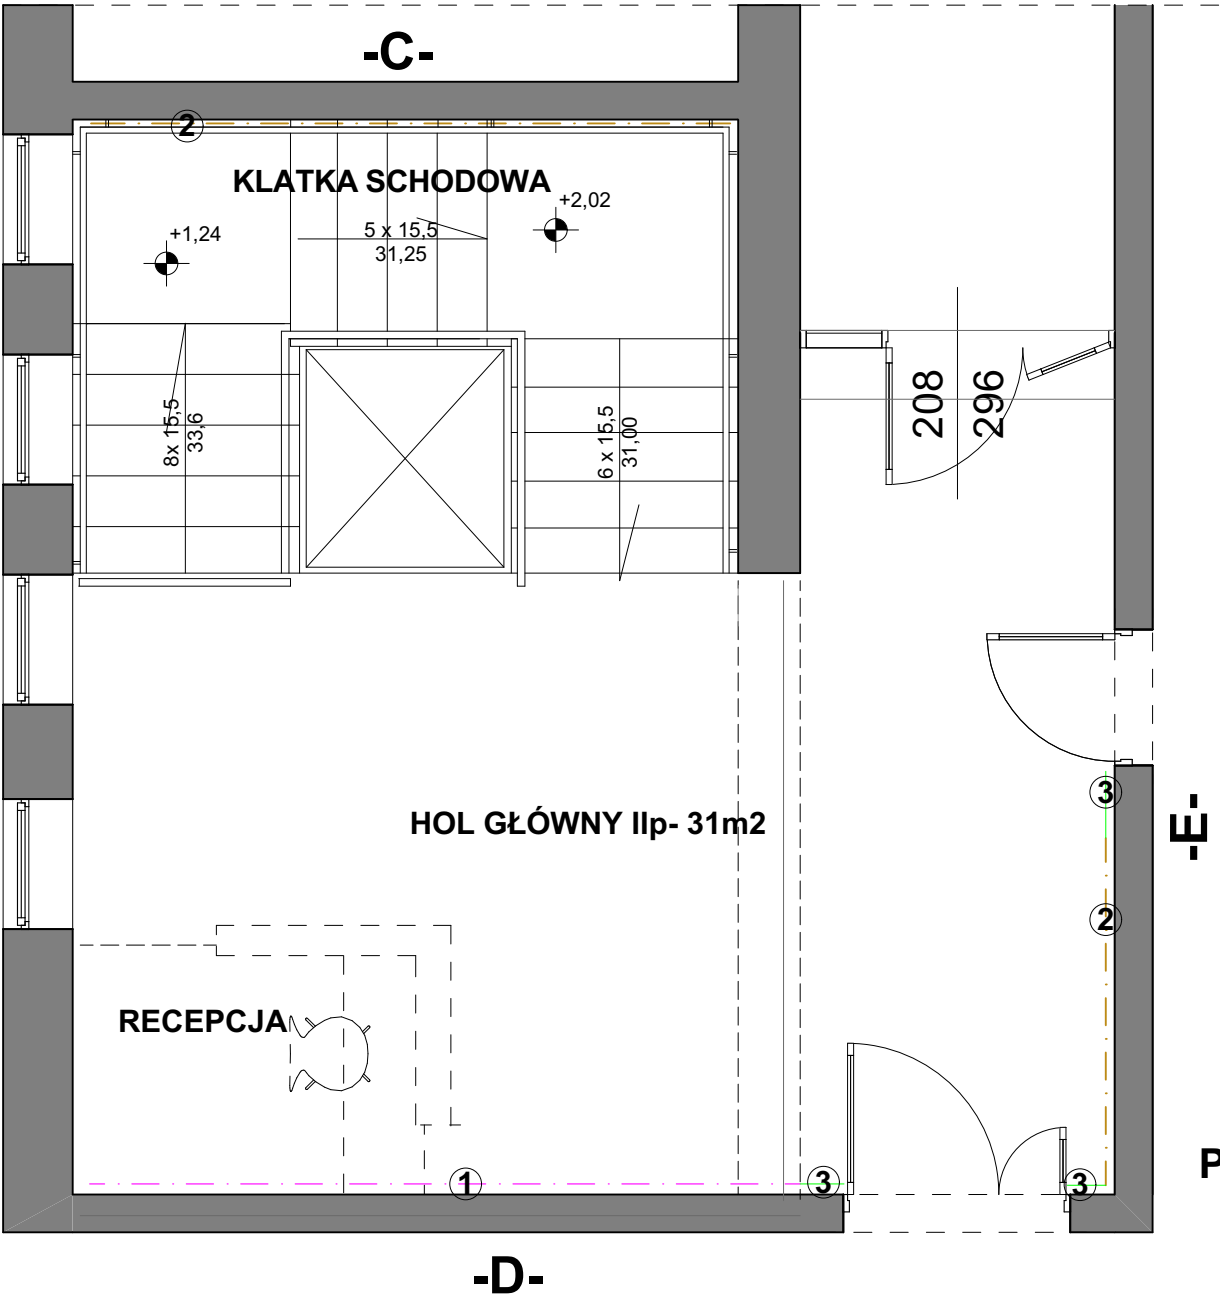 -C-
2
KLATKA SCHODOWA
+2,02
+1,24
5 x 15,5
31,25
8x 15,5
33,6
6 x 15,5
31,00
208
296
3
HOL GŁÓWNY IIp- 31m2
-E-
2
RECEPCJA
P
1
3
3
-D-